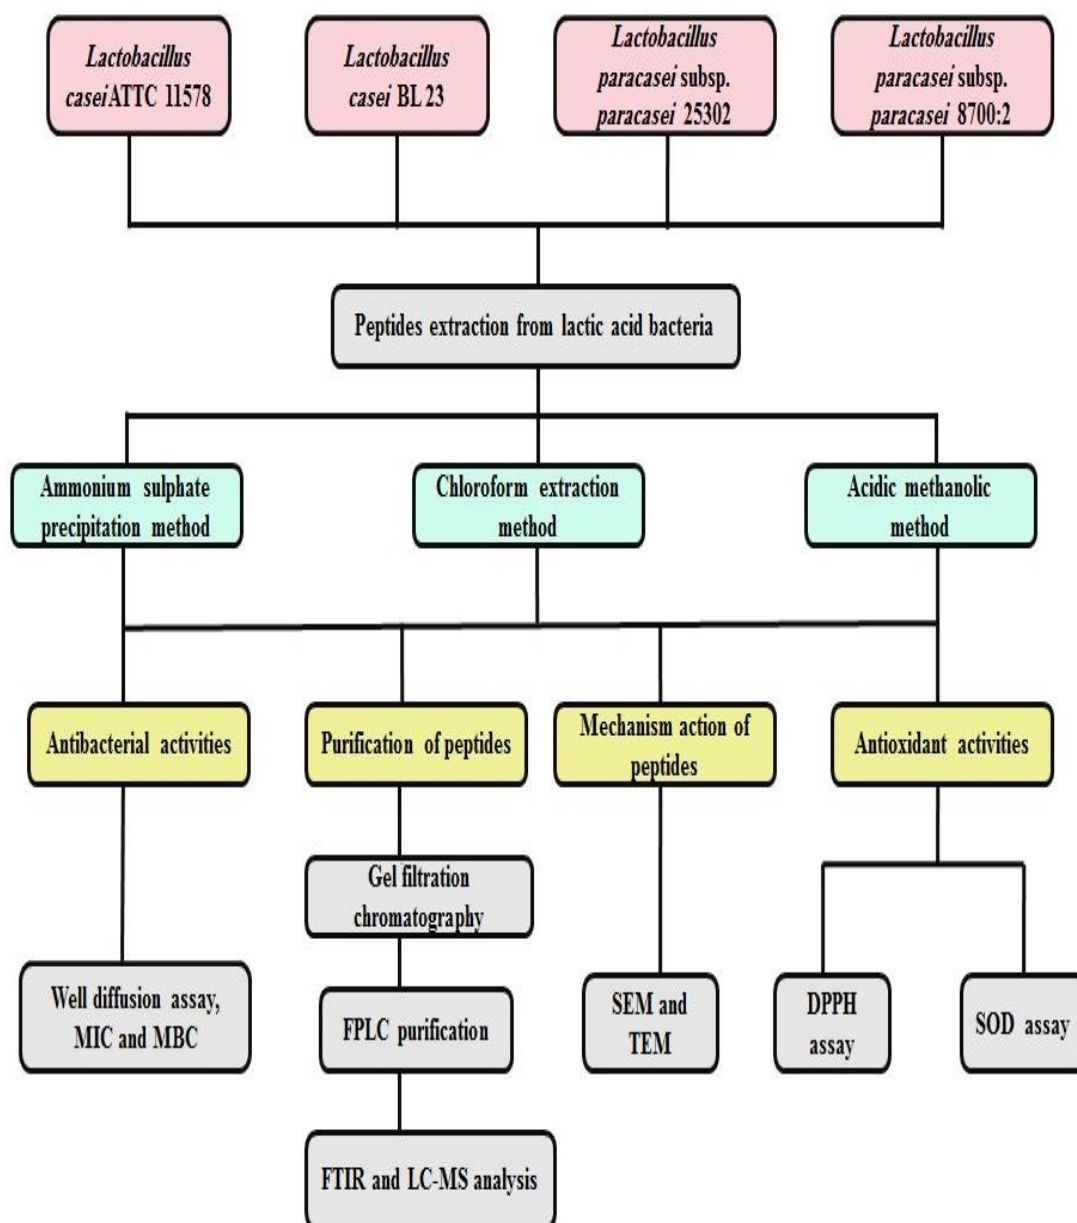 Lactobacillus
casei ATTC 11578
Lactobacillus
casei BL 23
Lactobacillus
paracasei subsp.
paracasei 25302
Lactobacillus
paracasei subsp.
paracasei 8700:2
Peptides extraction from lactic acid bacteria
Ammonium sulphate
precipitation method
Chloroform extraction
method
Acidic methanolic
method
Antibacterial activities
Purification of peptides
Mechanism action of
peptides
Antioxidant activities
Gel filtration
chromatography
Well diffusion assay,
MIC and MBC
FPLC purification
SEM and
TEM
DPPH
assay
SOD assay
FTIR and LC-MS analysis